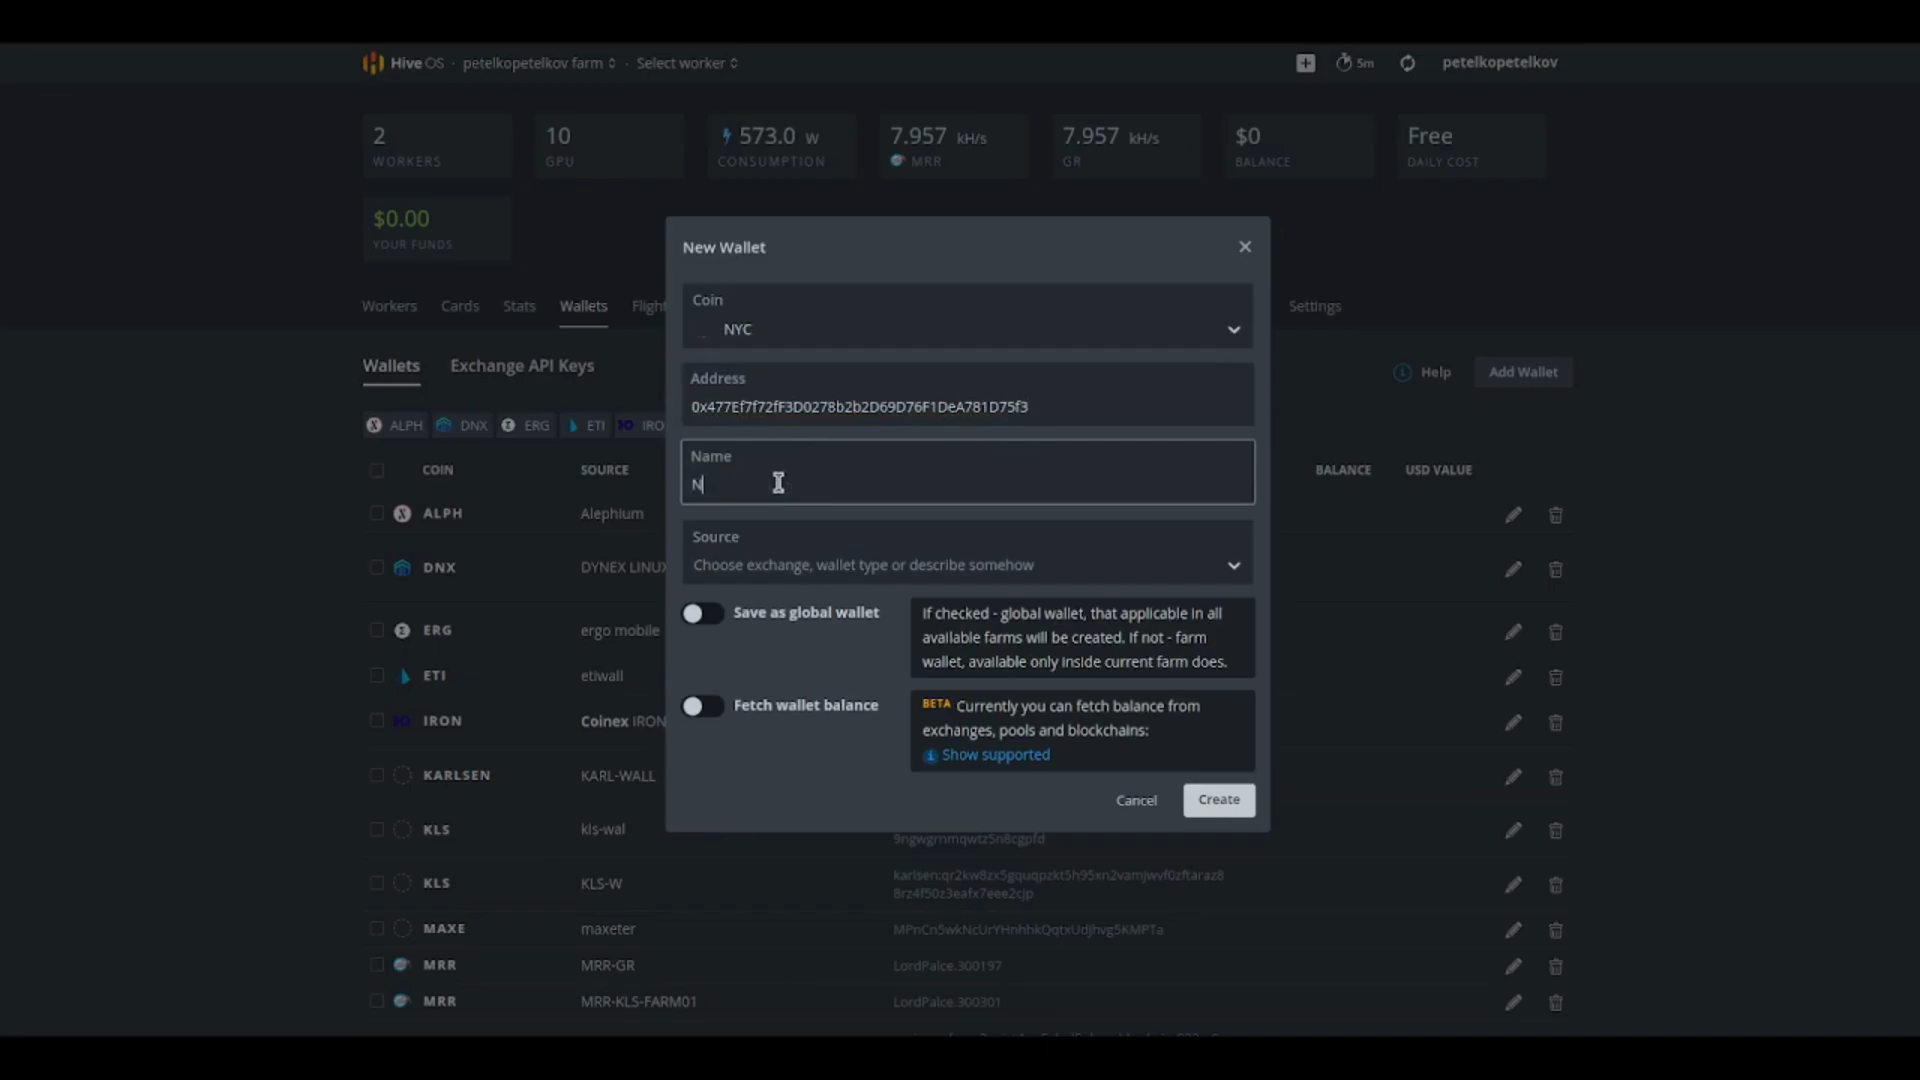 Hive OS · petelkopetelkov farm · Select worker
5m
petelkopetelkov
2
WORKERS
10
GPU
573.0 W
CONSUMPTION
7.957 kH/s
MRR
7.957 kH/s
GR
$0
BALANCE
Free
DAILY COST
$0.00
YOUR FUNDS
Workers Cards Stats Wallets Flight Settings
Wallets Exchange API Keys
Help Add Wallet
ALPH DNX ERG ETI IRO
COIN SOURCE BALANCE USD VALUE
ALPH Alephium
DNX DYNEX LINUX
ERG ergo mobile
ETI etiwall
IRON Coinex IRON
KARLSEN KARL-WALL
KLS kls-wal
9ngwgrnmqwtz5n8cgpfd
KLS KLS-W karlsen:qr2kw8zx5gquqpzkt5h95xn2vamjwvf0zftaraz8
8rz4f50z3eafx7eee2cjp
MAXE maxeter MPnCn5wkNcUrYHnhhkQqtxUdjhvg5KMPTa
MRR MRR-GR LordPalce.300197
MRR MRR-KLS-FARM01 LordPalce.300301
New Wallet
Coin
NYC
Address
0x477Ef7f72fF3D0278b2b2D69D76F1DeA781D75f3
Name
N
Source
Choose exchange, wallet type or describe somehow
Save as global wallet
If checked - global wallet, that applicable in all
available farms will be created. If not - farm
wallet, available only inside current farm does.
Fetch wallet balance
BETA Currently you can fetch balance from
exchanges, pools and blockchains:
Show supported
Cancel Create